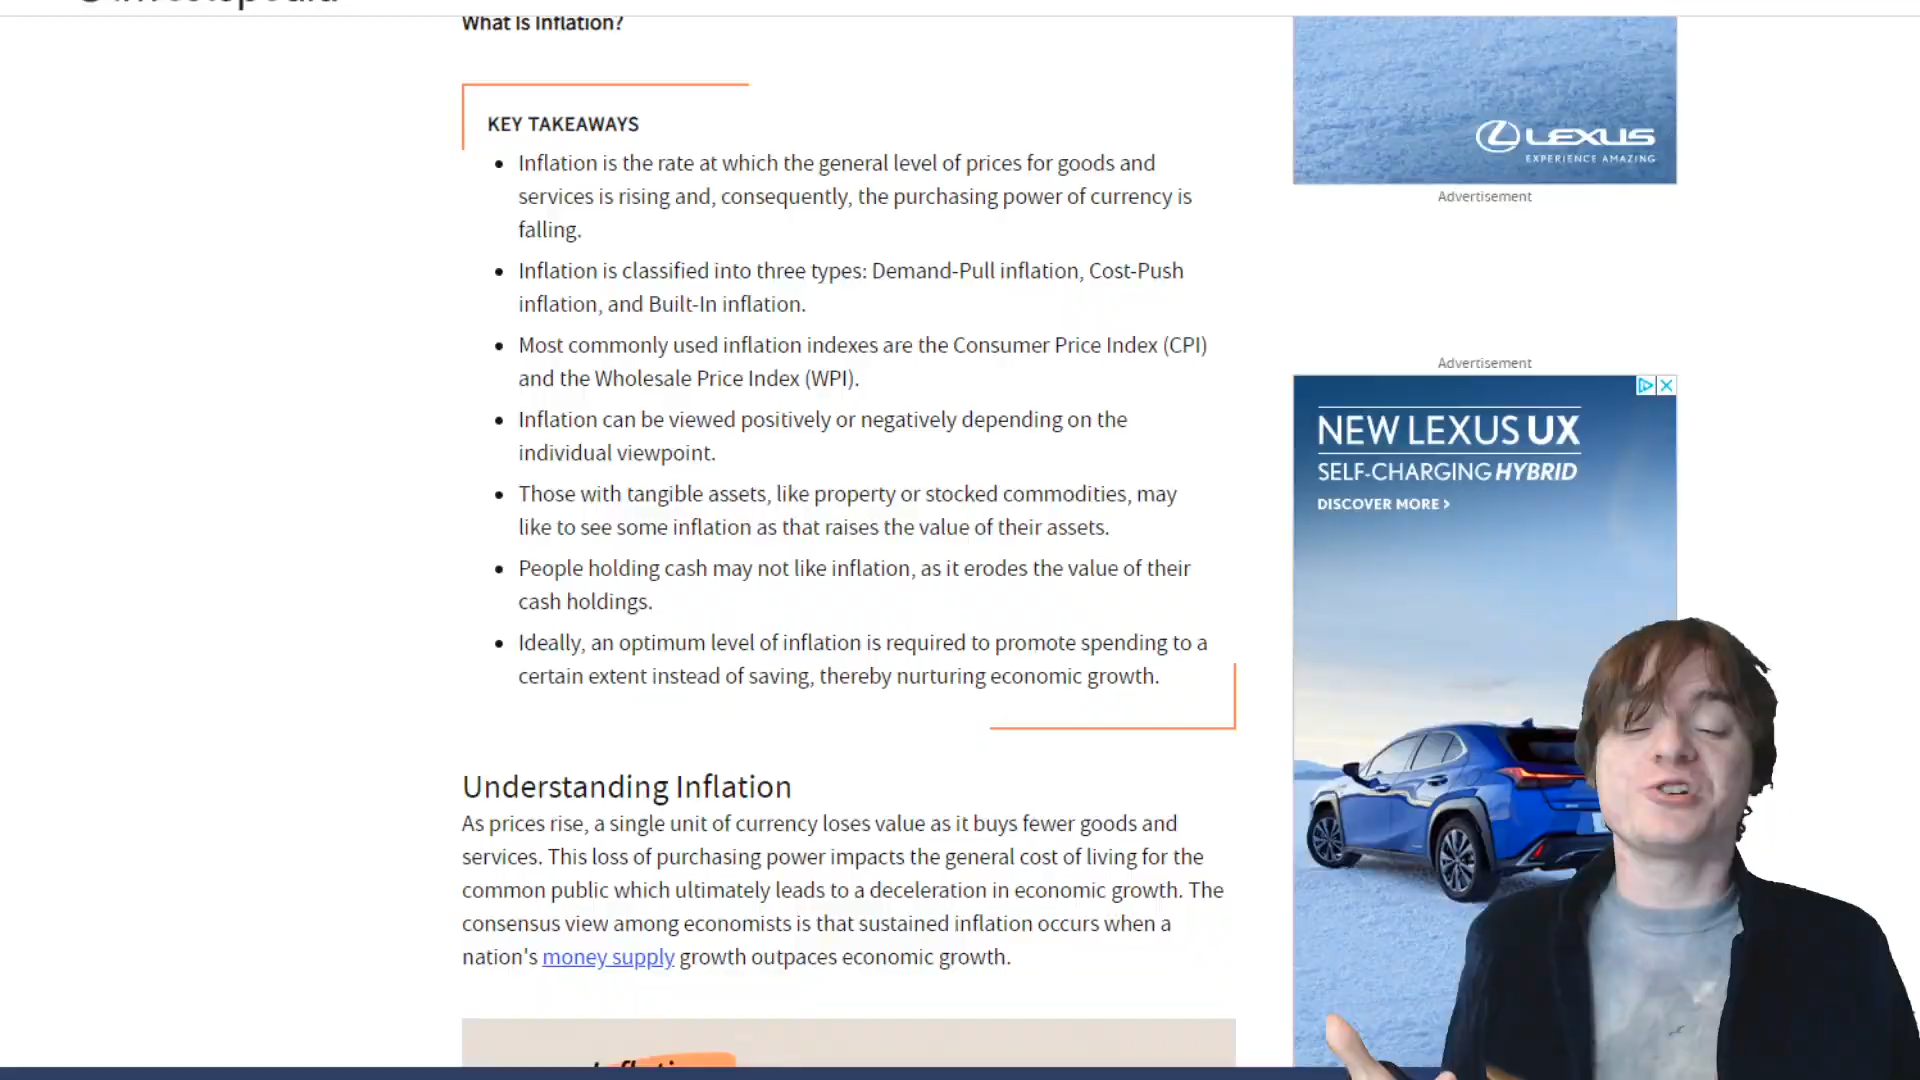 What Is Inflation?
KEY TAKEAWAYS
Inflation is the rate at which the general level of prices for goods and
services is rising and, consequently, the purchasing power of currency is
falling.
Inflation is classified into three types: Demand-Pull inflation, Cost-Push
inflation, and Built-In inflation.
Most commonly used inflation indexes are the Consumer Price Index (CPI)
and the Wholesale Price Index (WPI).
Inflation can be viewed positively or negatively depending on the
individual viewpoint.
Those with tangible assets, like property or stocked commodities, may
like to see some inflation as that raises the value of their assets.
People holding cash may not like inflation, as it erodes the value of their
cash holdings.
Ideally, an optimum level of inflation is required to promote spending to a
certain extent instead of saving, thereby nurturing economic growth.
Understanding Inflation
As prices rise, a single unit of currency loses value as it buys fewer goods and
services. This loss of purchasing power impacts the general cost of living for the
common public which ultimately leads to a deceleration in economic growth. The
consensus view among economists is that sustained inflation occurs when a
nation's money supply growth outpaces economic growth.
LEXUS
EXPERIENCE AMAZING
Advertisement
Advertisement
NEW LEXUS UX
SELF-CHARGING HYBRID
DISCOVER MORE >